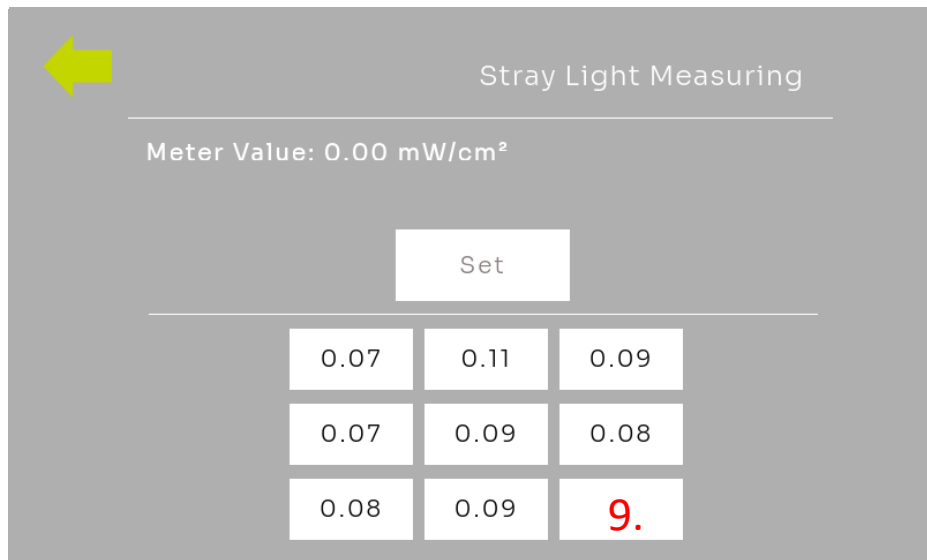 Stray Light Measuring
Meter Value: 0.00 mW/cm²
Set
0.07 0.11 0.09
0.07 0.09 0.08
0.08 0.09 9.